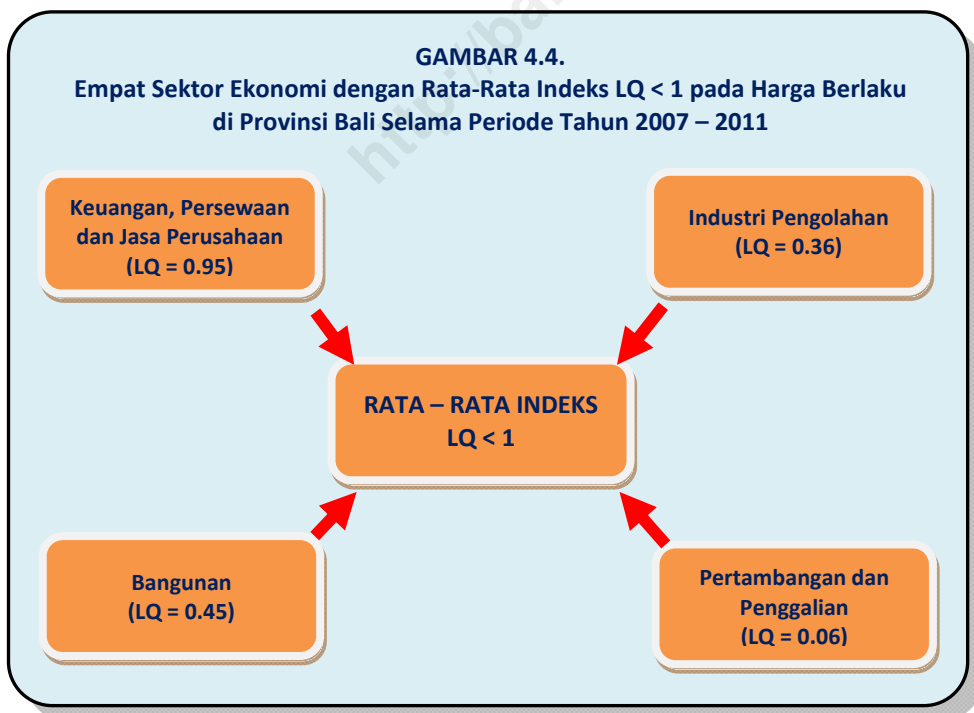 GAMBAR 4.4.
Empat Sektor Ekonomi dengan Rata-Rata Indeks LQ < 1 pada Harga Berlaku
di Provinsi Bali Selama Periode Tahun 2007 – 2011
Keuangan, Persewaan
dan Jasa Perusahaan
(LQ = 0.95)
Industri Pengolahan
(LQ = 0.36)
RATA – RATA INDEKS
LQ < 1
Bangunan
(LQ = 0.45)
Pertambangan dan
Penggalian
(LQ = 0.06)